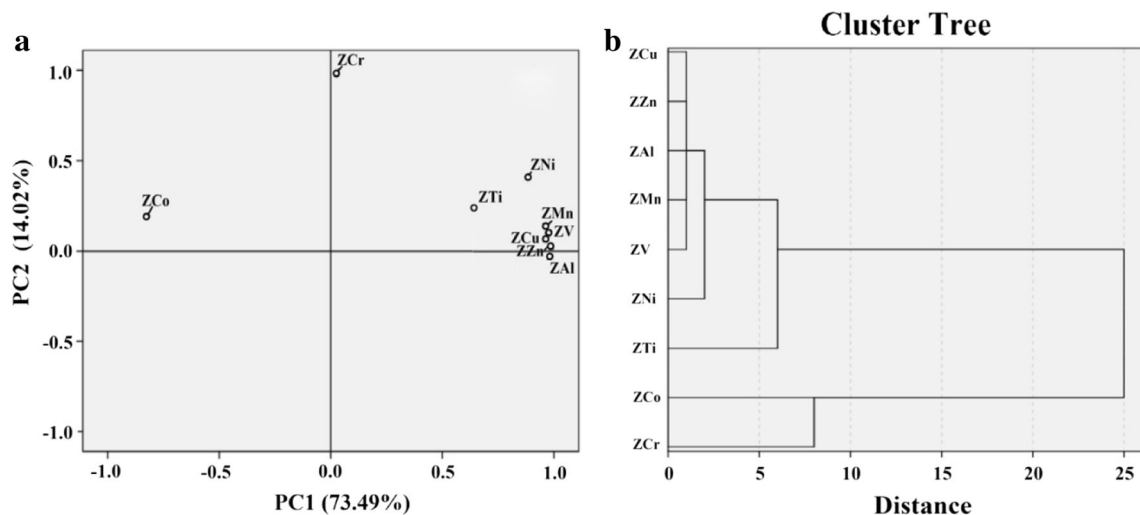 a
ZCr
1.0
0.5
0.0
-0.5
-1.0
PC2 (14.02%)
ZNi
ZTi
ZCo
ZMn
ZCu
ZV
ZZn
ZAl
-1.0 -0.5 0.0 0.5 1.0
PC1 (73.49%)
b
Cluster Tree
ZCu
ZZn
ZAl
ZMn
ZV
ZNi
ZTi
ZCo
ZCr
0 5 10 15 20 25
Distance